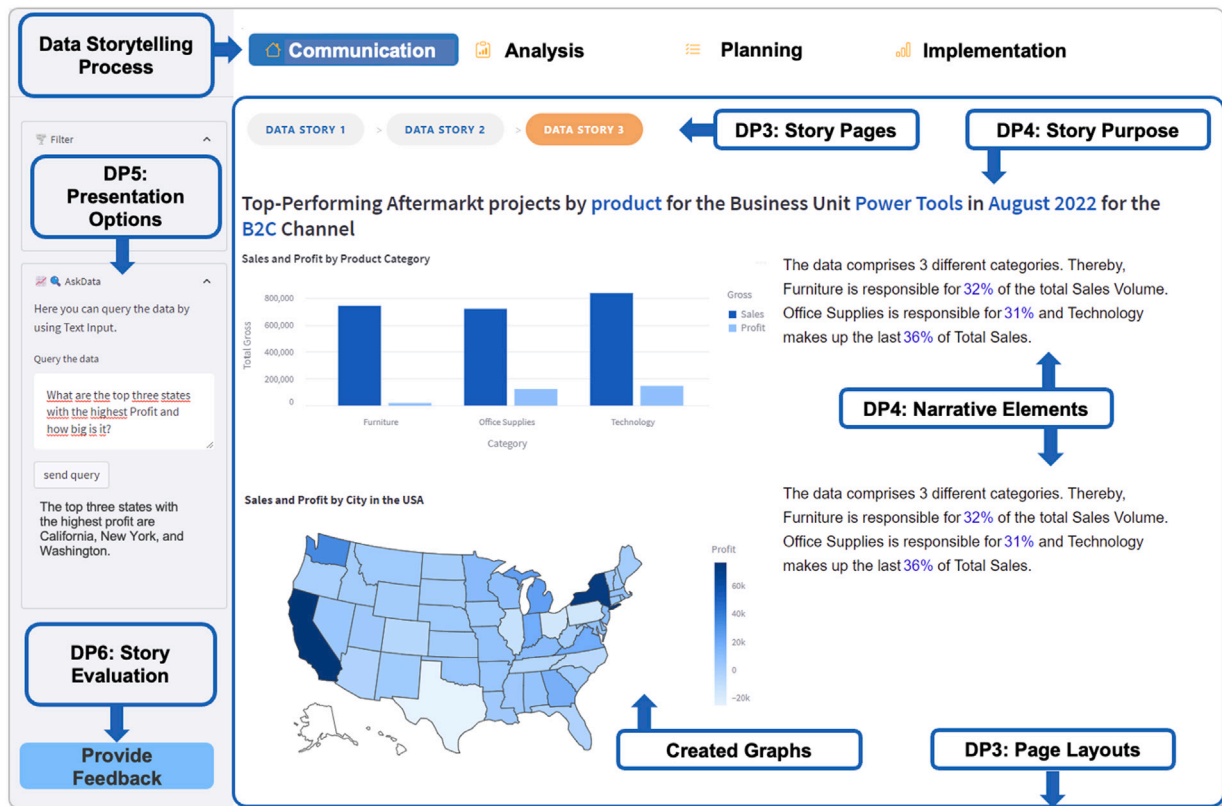 Data Storytelling
Process
Communication
Analysis
Planning
Implementation
Filter
DP5:
Presentation
Options
AskData
Here you can query the data by
using Text Input.
Query the data
What are the top three states
with the highest Profit and
how big is it?
send query
The top three states with
the highest profit are
California, New York, and
Washington.
DP6: Story
Evaluation
Provide
Feedback
DATA STORY 1 > DATA STORY 2 > DATA STORY 3
DP3: Story Pages
DP4: Story Purpose
Top-Performing Aftermarkt projects by product for the Business Unit Power Tools in August 2022 for the
B2C Channel
Sales and Profit by Product Category
800,000
600,000
400,000
200,000
0
Total Gross
Furniture
Office Supplies
Technology
Category
Gross
Sales
Profit
The data comprises 3 different categories. Thereby,
Furniture is responsible for 32% of the total Sales Volume.
Office Supplies is responsible for 31% and Technology
makes up the last 36% of Total Sales.
DP4: Narrative Elements
Sales and Profit by City in the USA
Profit
60k
40k
20k
0
−20k
The data comprises 3 different categories. Thereby,
Furniture is responsible for 32% of the total Sales Volume.
Office Supplies is responsible for 31% and Technology
makes up the last 36% of Total Sales.
Created Graphs
DP3: Page Layouts